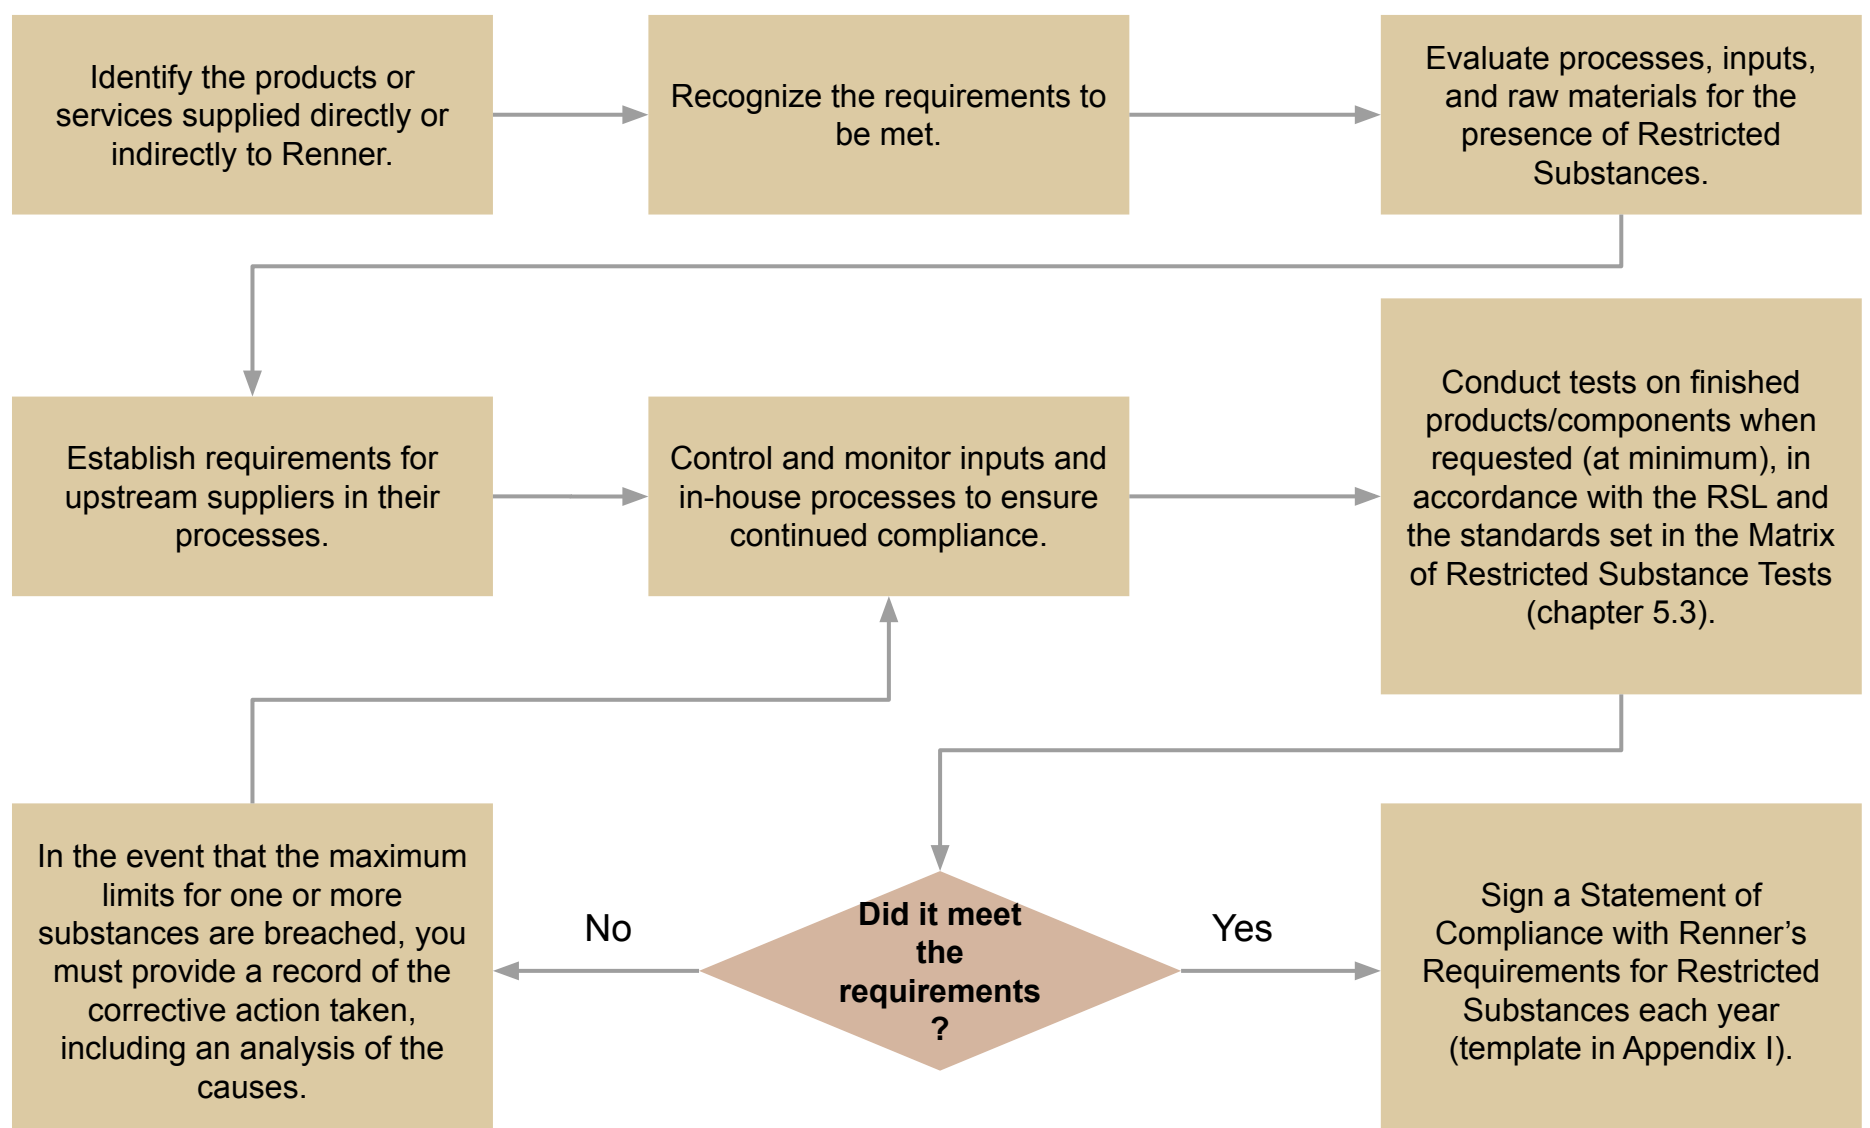 Identify the products or
services supplied directly or
indirectly to Renner.
Recognize the requirements to
be met.
Evaluate processes, inputs,
and raw materials for the
presence of Restricted
Substances.
Establish requirements for
upstream suppliers in their
processes.
Control and monitor inputs and
in-house processes to ensure
continued compliance.
Conduct tests on finished
products/components when
requested (at minimum), in
accordance with the RSL and
the standards set in the Matrix
of Restricted Substance Tests
(chapter 5.3).
In the event that the maximum
limits for one or more
substances are breached, you
must provide a record of the
corrective action taken,
including an analysis of the
causes.
No
Did it meet
the
requirements
?
Yes
Sign a Statement of
Compliance with Renner’s
Requirements for Restricted
Substances each year
(template in Appendix I).